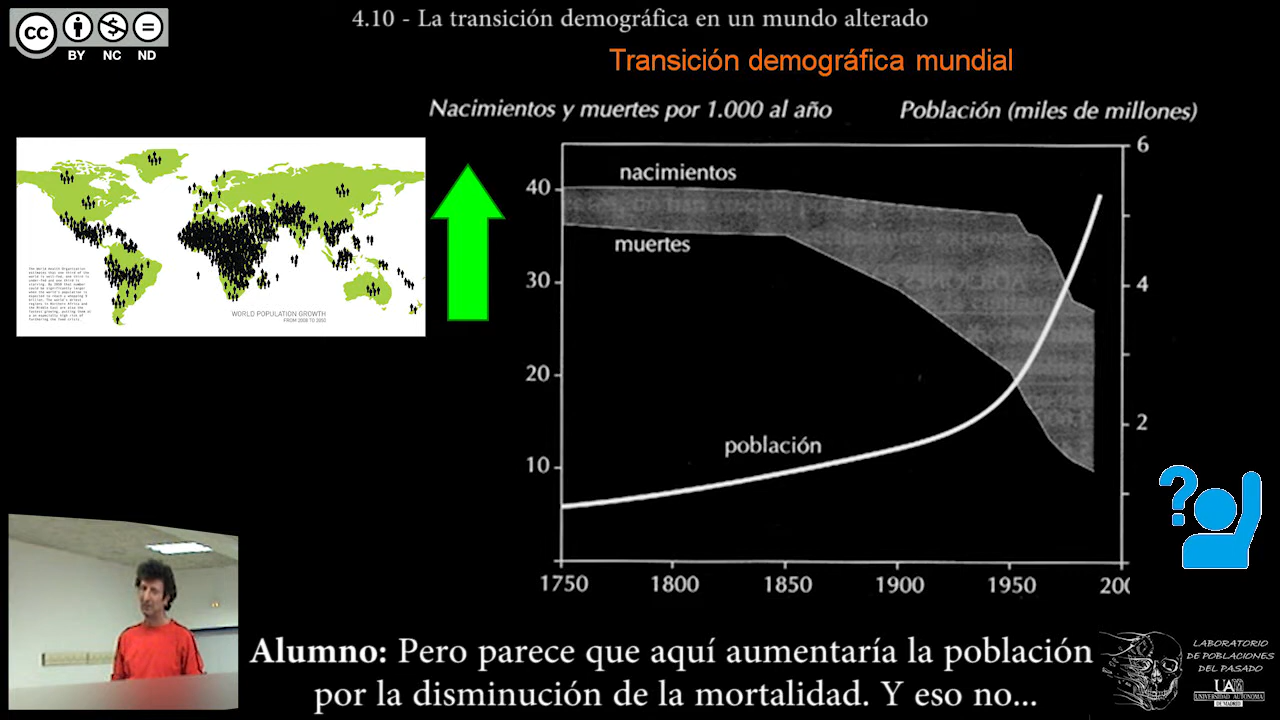 4.10 - La transición demográfica en un mundo alterado
CC
BY NC ND
Transición demográfica mundial
Nacimientos y muertes por 1.000 al año
Población (miles de millones)
6
nacimientos
40
muertes
30
4
20
2
población
10
1750 1800 1850 1900 1950
WORLD POPULATION GROWTH
FROM 2008 TO 2050
?
Alumno: Pero parece que aquí aumentaría la población
por la disminución de la mortalidad. Y eso no...
LABORATORIO
DE POBLACIONES
DEL PASADO
UAM
UNIVERSIDAD AUTONOMA
DE MADRID